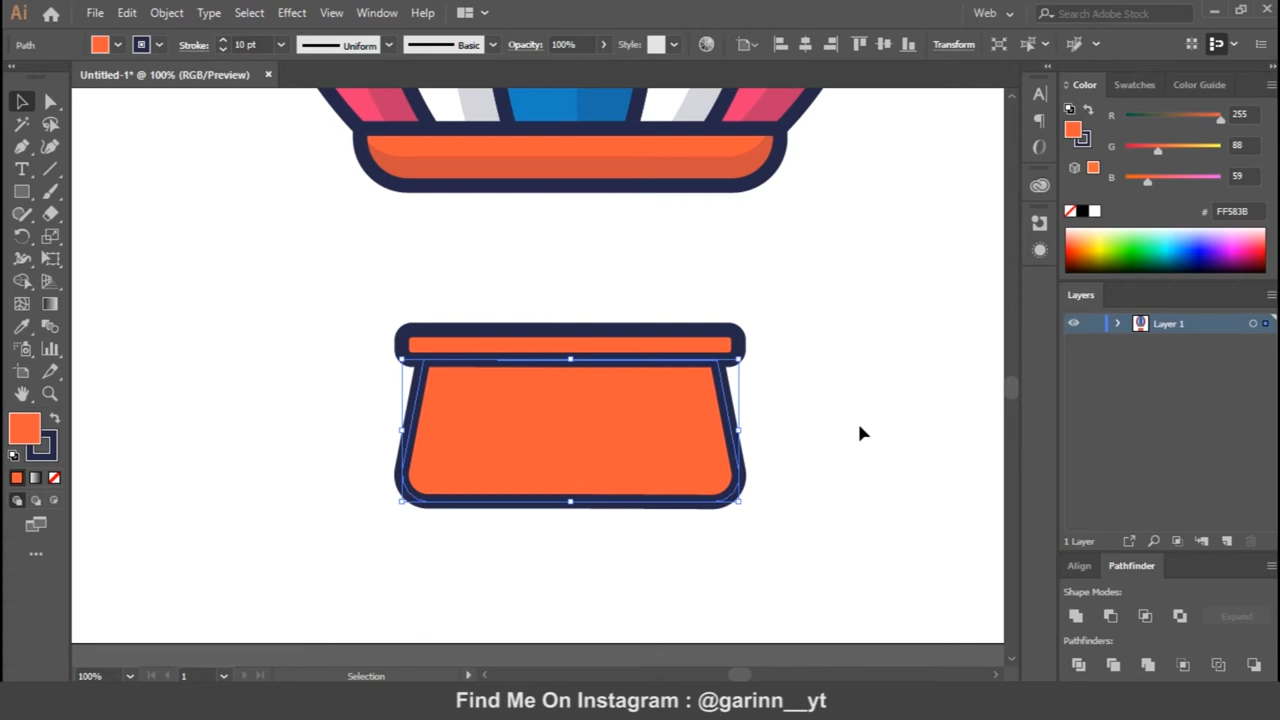 Ai File Edit Object Type Select Effect View Window Help Web Search Adobe Stock
Path Stroke: 10 pt Uniform Basic Opacity: 100% Style: Transform
Untitled-1* @ 100% (RGB/Preview)
Color Swatches Color Guide
R 255
G 88
B 59
# FF583B
Layers
Layer 1
1 Layer
Align Pathfinder
Shape Modes:
Expand
Pathfinders:
100% 1 Selection
Find Me On Instagram : @garinn__yt